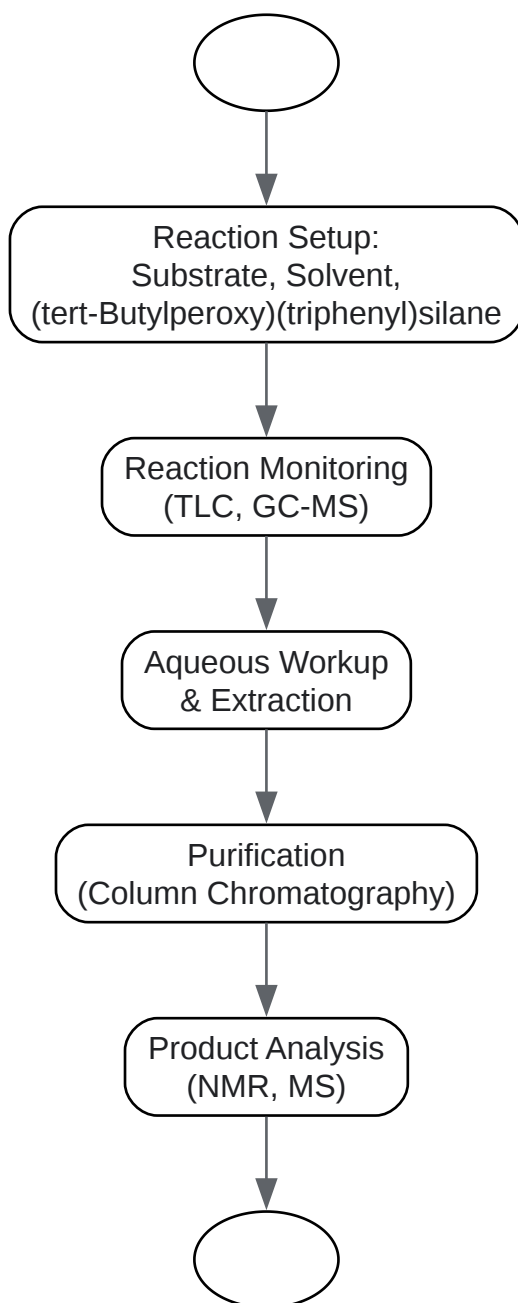 Reaction Setup:
Substrate, Solvent,
(tert-Butylperoxy)(triphenyl)silane
Reaction Monitoring
(TLC, GC-MS)
Aqueous Workup
& Extraction
Purification
(Column Chromatography)
Product Analysis
(NMR, MS)